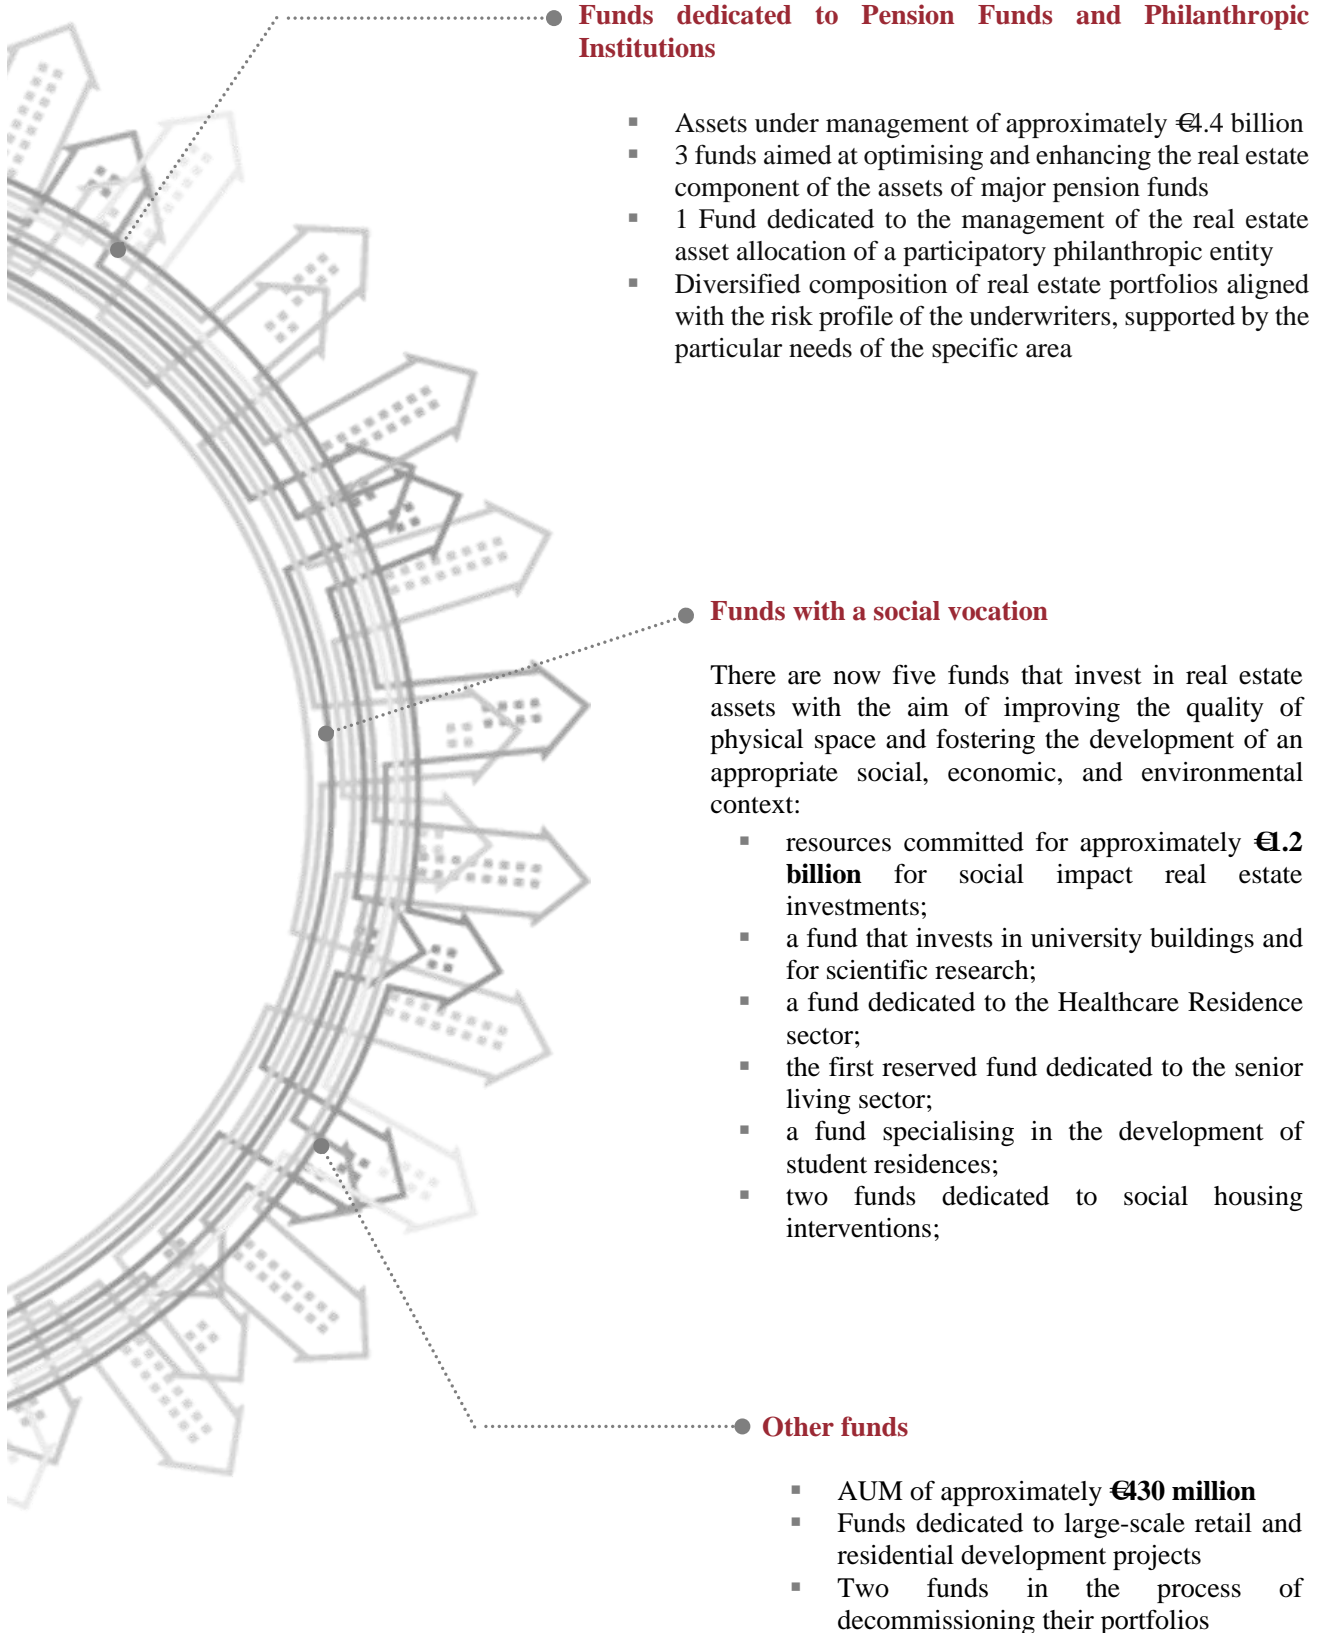 Funds dedicated to Pension Funds and Philanthropic
Institutions
▪ Assets under management of approximately €4.4 billion
▪ 3 funds aimed at optimising and enhancing the real estate
component of the assets of major pension funds
▪ 1 Fund dedicated to the management of the real estate
asset allocation of a participatory philanthropic entity
▪ Diversified composition of real estate portfolios aligned
with the risk profile of the underwriters, supported by the
particular needs of the specific area
Funds with a social vocation
There are now five funds that invest in real estate
assets with the aim of improving the quality of
physical space and fostering the development of an
appropriate social, economic, and environmental
context:
▪ resources committed for approximately €1.2
billion for social impact real estate
investments;
▪ a fund that invests in university buildings and
for scientific research;
▪ a fund dedicated to the Healthcare Residence
sector;
▪ the first reserved fund dedicated to the senior
living sector;
▪ a fund specialising in the development of
student residences;
▪ two funds dedicated to social housing
interventions;
Other funds
▪ AUM of approximately €430 million
▪ Funds dedicated to large-scale retail and
residential development projects
▪ Two funds in the process of
decommissioning their portfolios